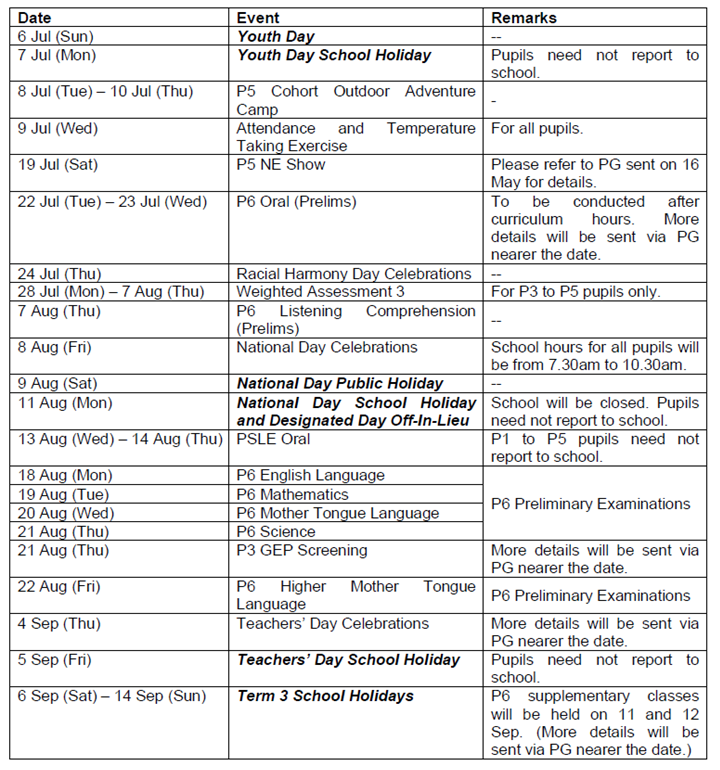 Date Event Remarks
6 Jul (Sun) Youth Day --
7 Jul (Mon) Youth Day School Holiday Pupils need not report to
school.
8 Jul (Tue) – 10 Jul (Thu) P5 Cohort Outdoor Adventure
Camp
-
9 Jul (Wed) Attendance and Temperature
Taking Exercise
For all pupils.
19 Jul (Sat) P5 NE Show Please refer to PG sent on 16
May for details.
22 Jul (Tue) – 23 Jul (Wed) P6 Oral (Prelims) To be conducted after
curriculum hours. More
details will be sent via PG
nearer the date.
24 Jul (Thu) Racial Harmony Day Celebrations --
28 Jul (Mon) – 7 Aug (Thu) Weighted Assessment 3 For P3 to P5 pupils only.
7 Aug (Thu) P6 Listening Comprehension
(Prelims)
--
8 Aug (Fri) National Day Celebrations School hours for all pupils will
be from 7.30am to 10.30am.
9 Aug (Sat) National Day Public Holiday --
11 Aug (Mon) National Day School Holiday School will be closed. Pupils
and Designated Day Off-In-Lieu need not report to school.
13 Aug (Wed) – 14 Aug (Thu) PSLE Oral P1 to P5 pupils need not
report to school.
18 Aug (Mon) P6 English Language
19 Aug (Tue) P6 Mathematics
P6 Preliminary Examinations
20 Aug (Wed) P6 Mother Tongue Language
21 Aug (Thu) P6 Science
21 Aug (Thu) P3 GEP Screening More details will be sent via
PG nearer the date.
22 Aug (Fri) P6 Higher Mother Tongue
Language
P6 Preliminary Examinations
4 Sep (Thu) Teachers' Day Celebrations More details will be sent via
PG nearer the date.
5 Sep (Fri) Teachers' Day School Holiday Pupils need not report to
school.
6 Sep (Sat) – 14 Sep (Sun) Term 3 School Holidays P6 supplementary classes
will be held on 11 and 12
Sep. (More details will be
sent via PG nearer the date.)